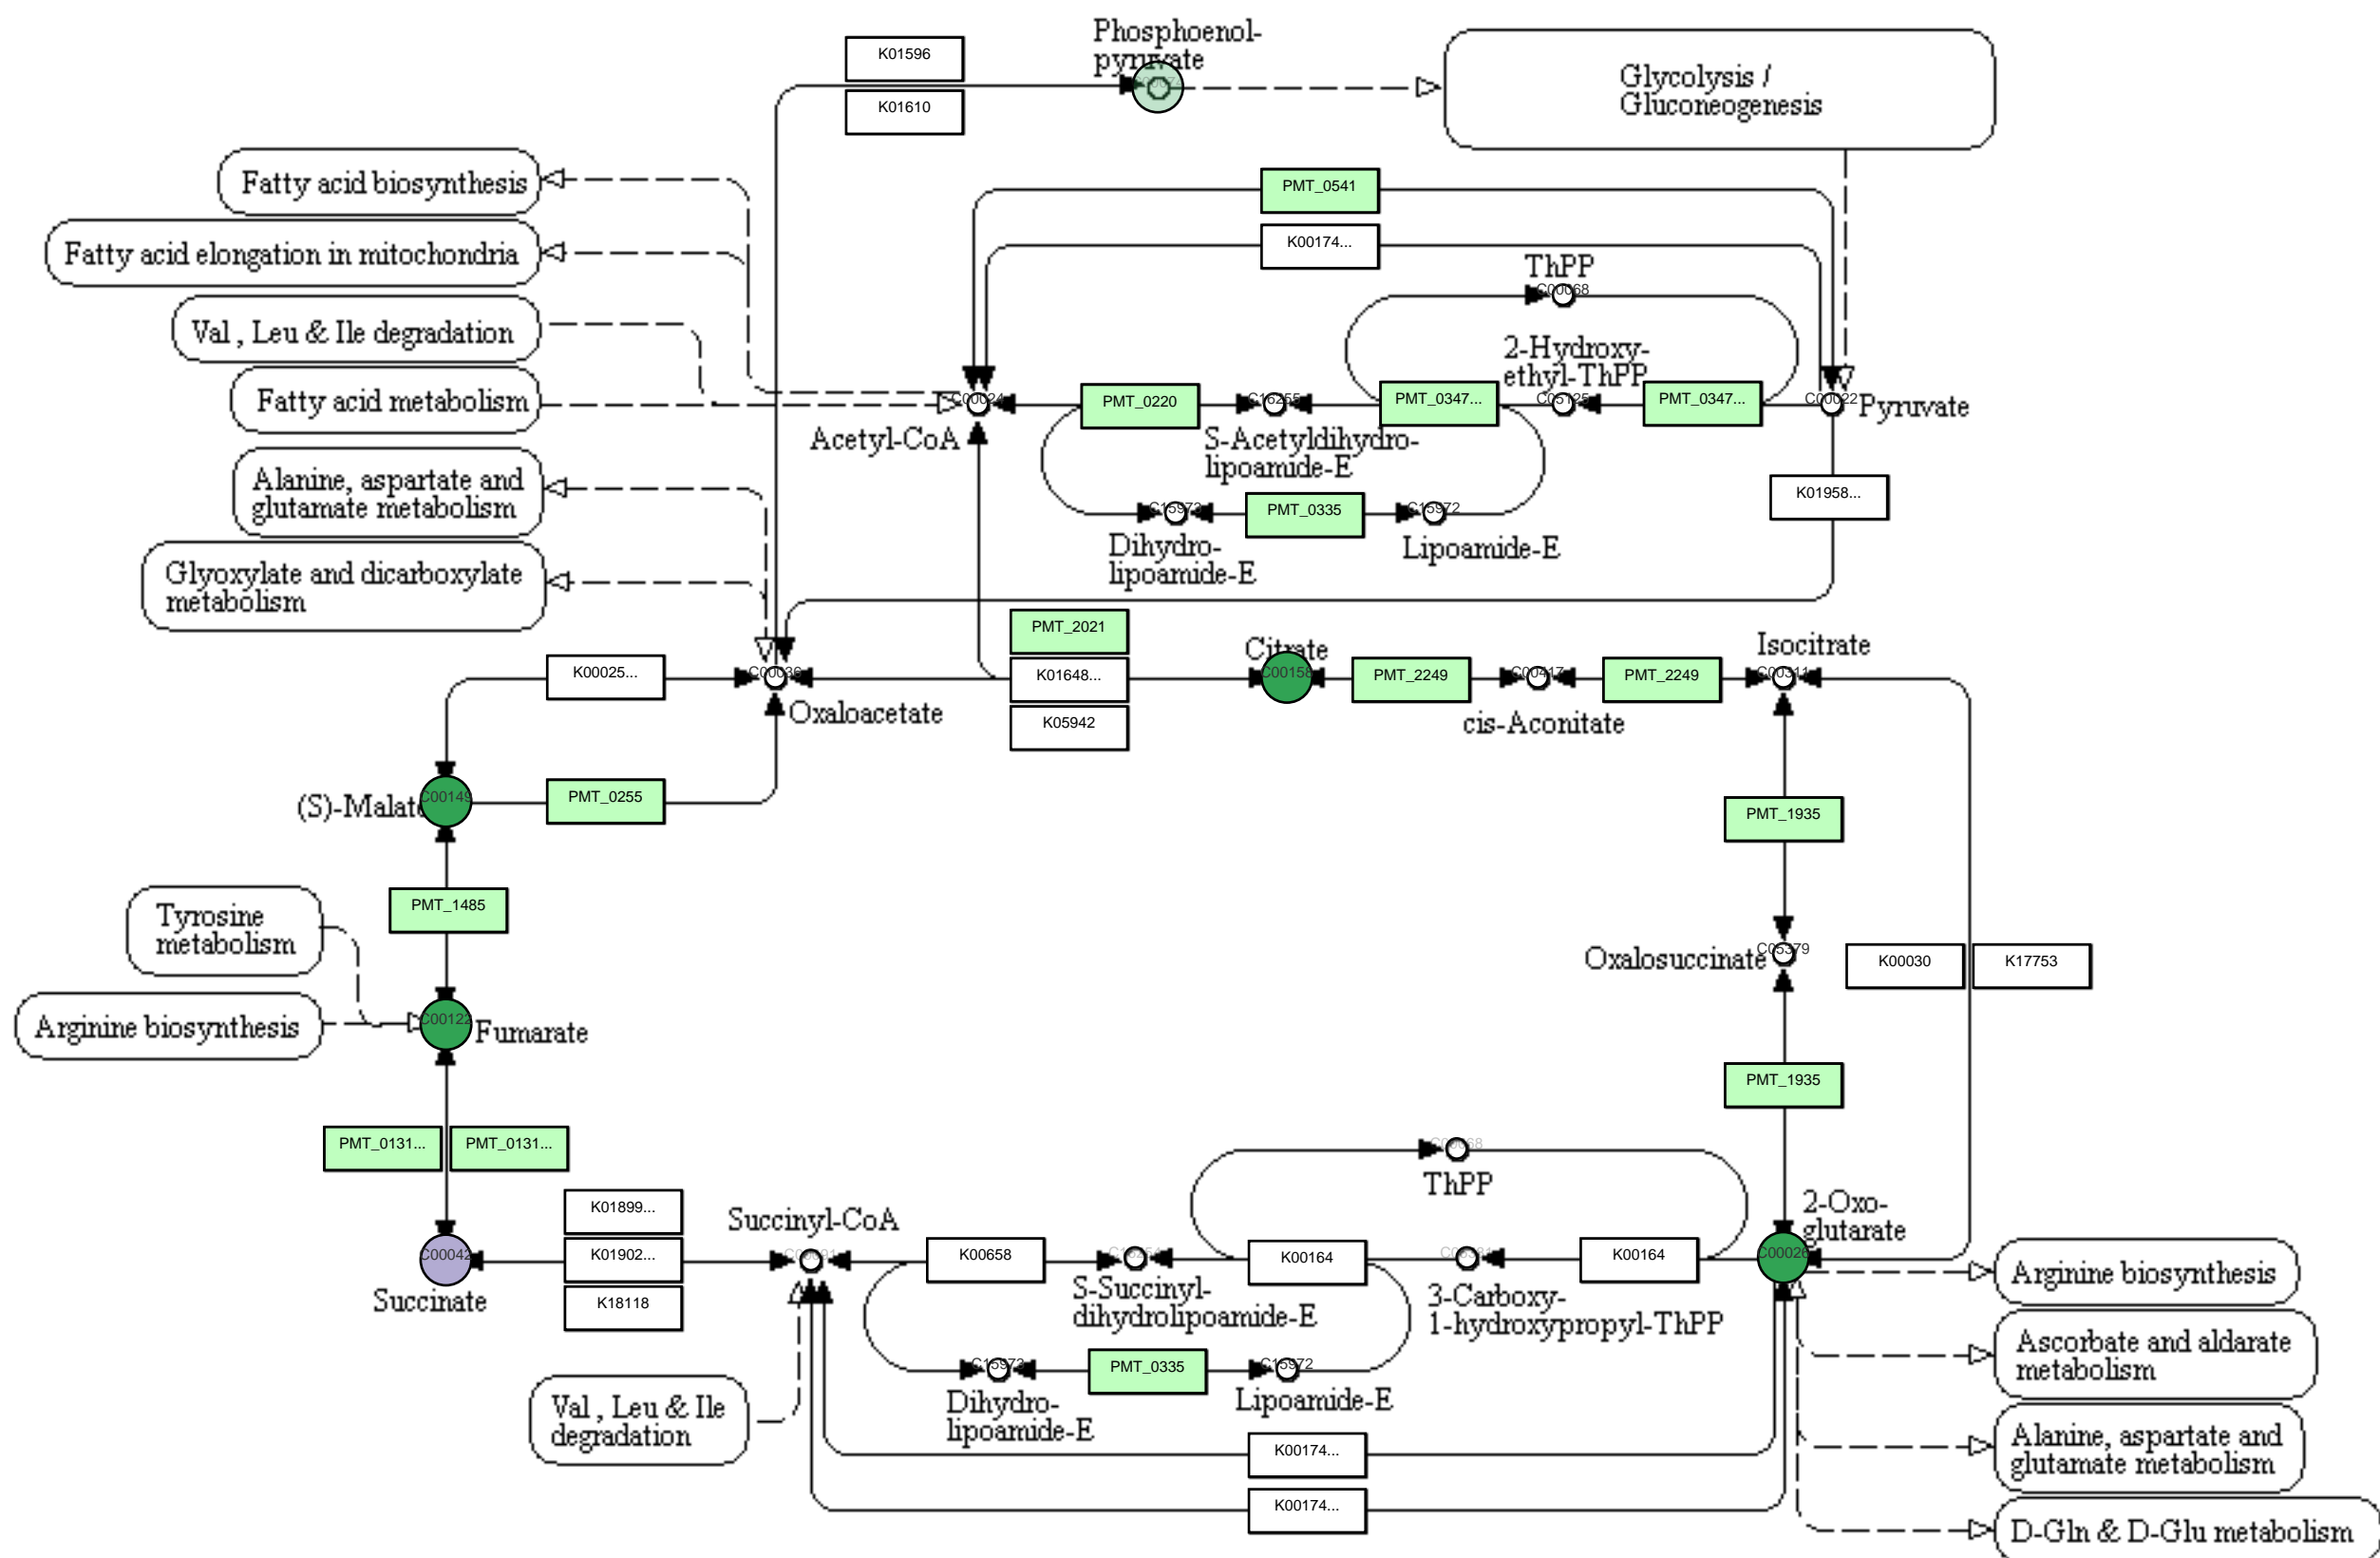 K01596
Phosphoenol-
pyruvate
K01610
Glycolysis /
Gluconeogenesis
Fatty acid biosynthesis
PMT_0541
Fatty acid elongation in mitochondria
K00174...
ThPP
C00068
Val , Leu & Ile degradation
2-Hydroxy-
ethyl-ThPP
Fatty acid metabolism
C00024
PMT_0220
C16255
PMT_0347...
C05125
PMT_0347...
C00022
Pyruvate
Acetyl-CoA
S-Acetyldihydro-
lipoamide-E
Alanine, aspartate and
glutamate metabolism
K01958...
C15973
PMT_0335
C15972
Dihydro-
lipoamide-E
Lipoamide-E
Glyoxylate and dicarboxylate
metabolism
PMT_2021
Citrate
Isocitrate
K00025...
C00036
K01648...
C00158
PMT_2249
C00417
PMT_2249
C00311
Oxaloacetate
K05942
cis-Aconitate
(S)-Malate
C00149
PMT_0255
PMT_1935
PMT_1485
Tyrosine
metabolism
Oxalosuccinate
C05379
K00030
K17753
Arginine biosynthesis
C00122
Fumarate
PMT_1935
PMT_0131...
PMT_0131...
C00068
ThPP
K01899...
Succinyl-CoA
2-Oxo-
glutarate
C00042
K01902...
C00091
K00658
K00164
K00164
C00026
Succinate
K18118
S-Succinyl-
dihydrolipoamide-E
3-Carboxy-
1-hydroxypropyl-ThPP
Arginine biosynthesis
Ascorbate and aldarate
metabolism
C15973
PMT_0335
C15972
Dihydro-
lipoamide-E
Lipoamide-E
Val , Leu & Ile
degradation
K00174...
Alanine, aspartate and
glutamate metabolism
K00174...
D-Gln & D-Glu metabolism